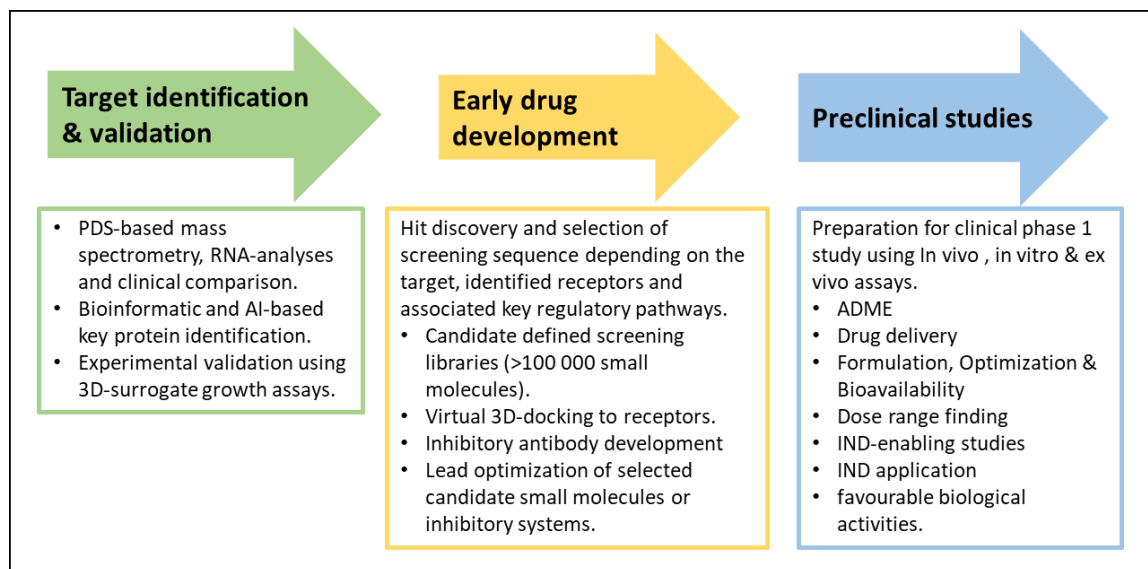 Target identification
& validation
• PDS-based mass
spectrometry, RNA-analyses
and clinical comparison.
• Bioinformatic and AI-based
key protein identification.
• Experimental validation using
3D-surrogate growth assays.
Early drug
development
Hit discovery and selection of
screening sequence depending on the
target, identified receptors and
associated key regulatory pathways.
• Candidate defined screening
libraries (>100 000 small
molecules).
• Virtual 3D-docking to receptors.
• Inhibitory antibody development
• Lead optimization of selected
candidate small molecules or
inhibitory systems.
Preclinical studies
Preparation for clinical phase 1
study using In vivo , in vitro & ex
vivo assays.
• ADME
• Drug delivery
• Formulation, Optimization &
Bioavailability
• Dose range finding
• IND-enabling studies
• IND application
• favourable biological
activities.